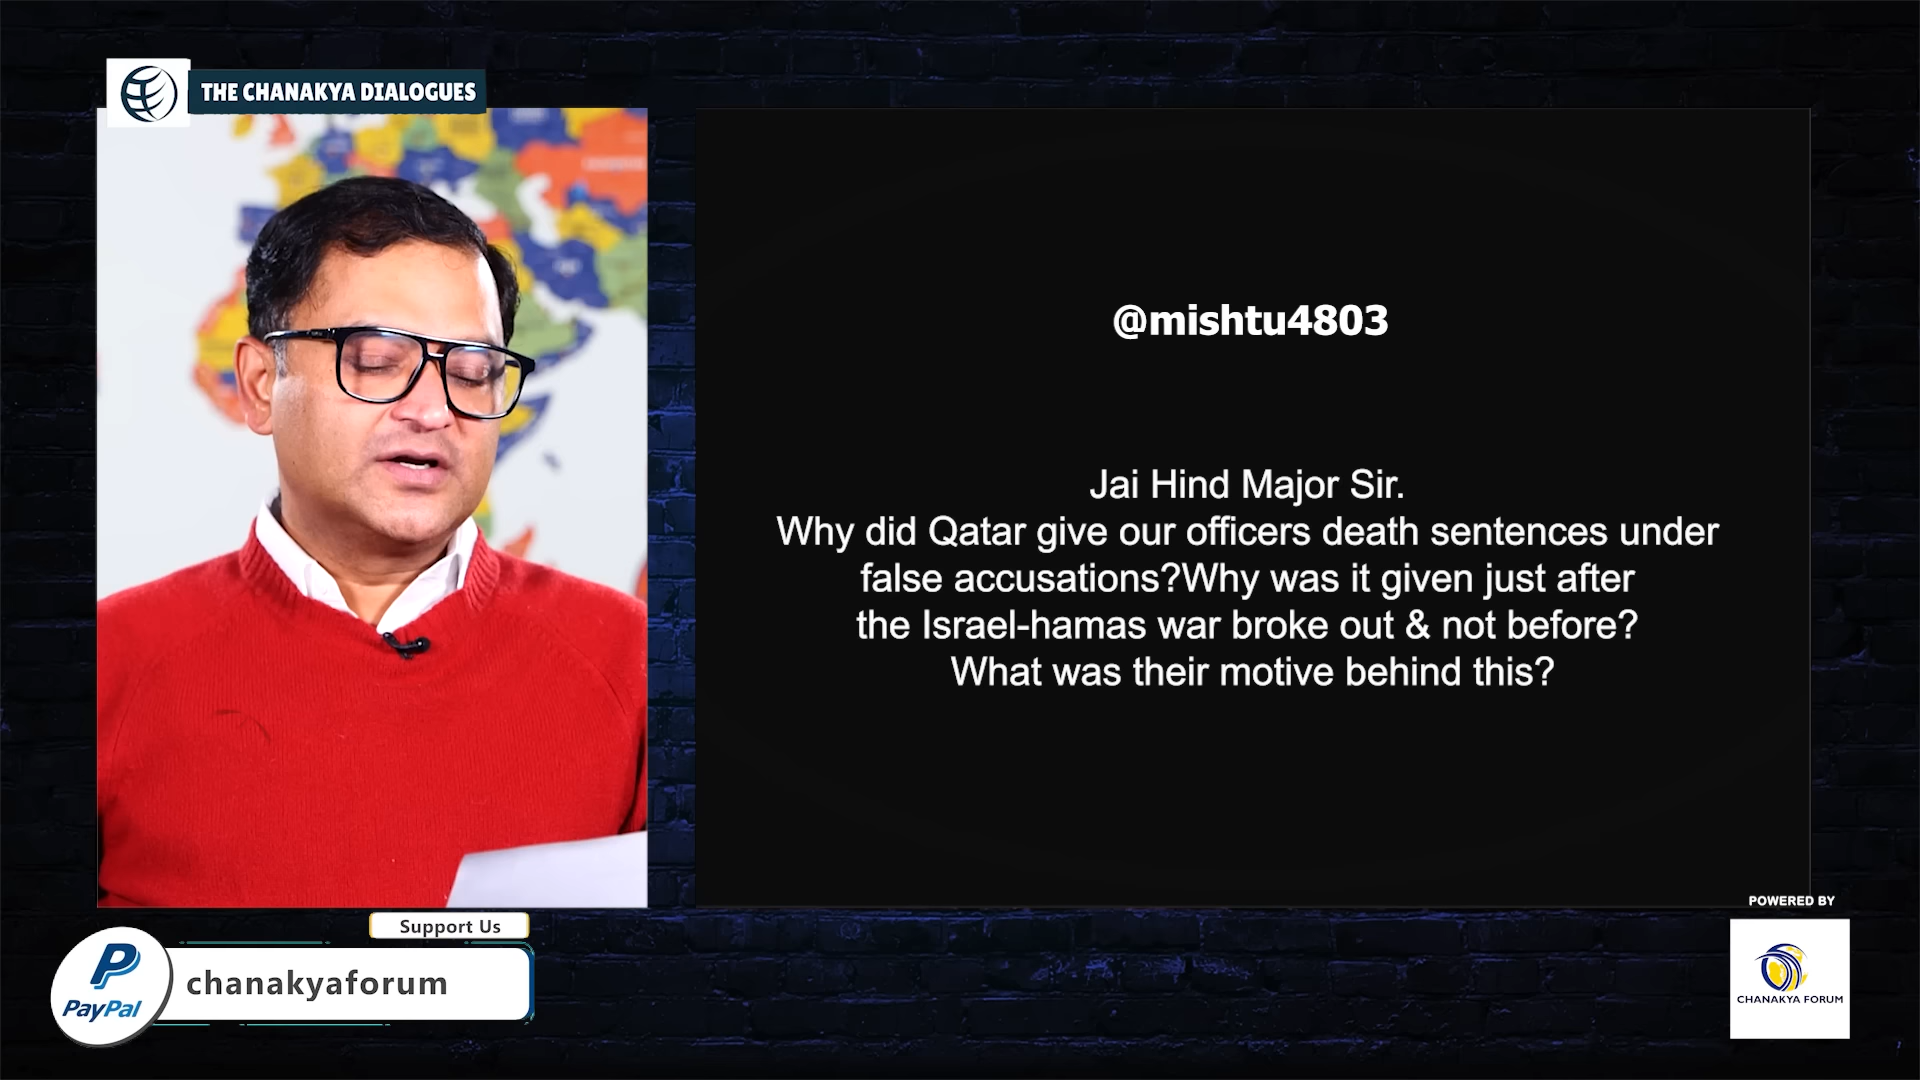 THE CHANAKYA DIALOGUES
@mishtu4803
Jai Hind Major Sir.
Why did Qatar give our officers death sentences under
false accusations?Why was it given just after
the Israel-hamas war broke out & not before?
What was their motive behind this?
Support Us
PayPal
chanakyaforum
POWERED BY
CHANAKYA FORUM